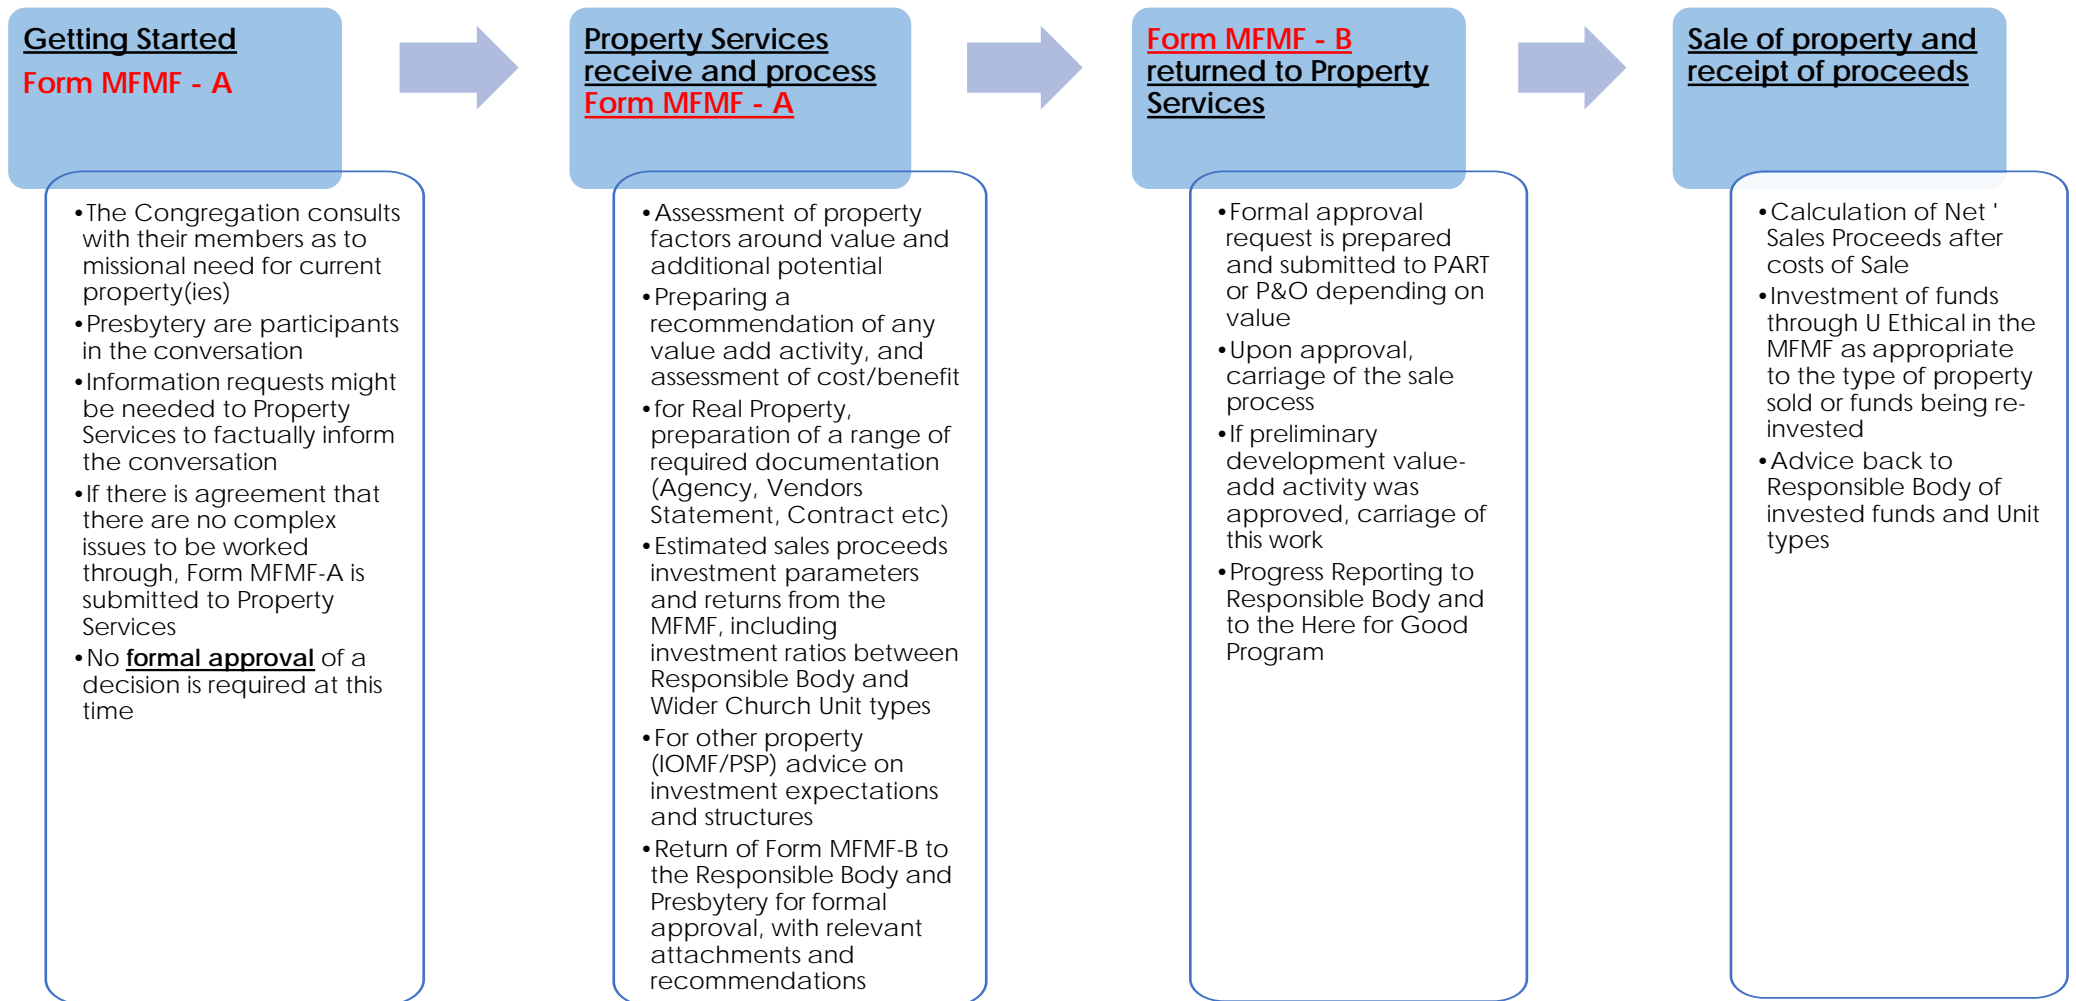 Getting Started
Form MFMF - A
•The Congregation consults
with their members as to
missional need for current
property(ies)
•Presbytery are participants
in the conversation
•Information requests might
be needed to Property
Services to factually inform
the conversation
•If there is agreement that
there are no complex
issues to be worked
through, Form MFMF-A is
submitted to Property
Services
•No formal approval of a
decision is required at this
time
Property Services
receive and process
Form MFMF - A
•Assessment of property
factors around value and
additional potential
•Preparing a
recommendation of any
value add activity, and
assessment of cost/benefit
•for Real Property,
preparation of a range of
required documentation
(Agency, Vendors
Statement, Contract etc)
•Estimated sales proceeds
investment parameters
and returns from the
MFMF, including
investment ratios between
Responsible Body and
Wider Church Unit types
•For other property
(IOMF/PSP) advice on
investment expectations
and structures
•Return of Form MFMF-B to
the Responsible Body and
Presbytery for formal
approval, with relevant
attachments and
recommendations
Form MFMF - B
returned to Property
Services
•Formal approval
request is prepared
and submitted to PART
or P&O depending on
value
•Upon approval,
carriage of the sale
process
•If preliminary
development value-
add activity was
approved, carriage of
this work
•Progress Reporting to
Responsible Body and
to the Here for Good
Program
Sale of property and
receipt of proceeds
•Calculation of Net '
Sales Proceeds after
costs of Sale
•Investment of funds
through U Ethical in the
MFMF as appropriate
to the type of property
sold or funds being re-
invested
•Advice back to
Responsible Body of
invested funds and Unit
types